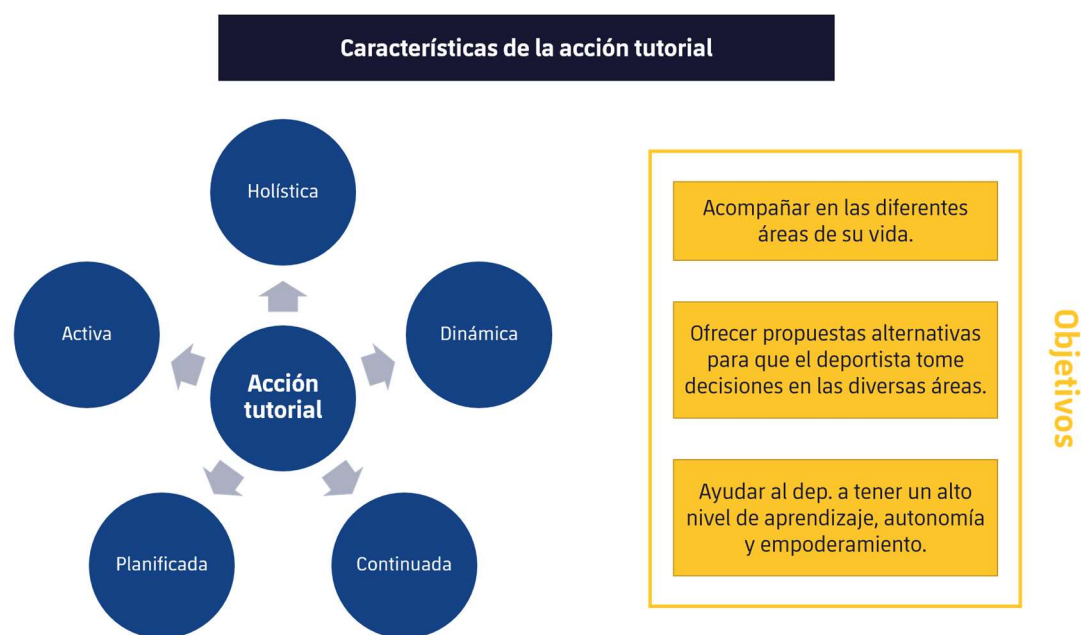 Características de la acción tutorial
Holística
Activa
Dinámica
Acción
tutorial
Planificada
Continuada
Acompañar en las diferentes
áreas de su vida.
Ofrecer propuestas alternativas
para que el deportista tome
decisiones en las diversas áreas.
Ayudar al dep. a tener un alto
nivel de aprendizaje, autonomía
y empoderamiento.
Objetivos